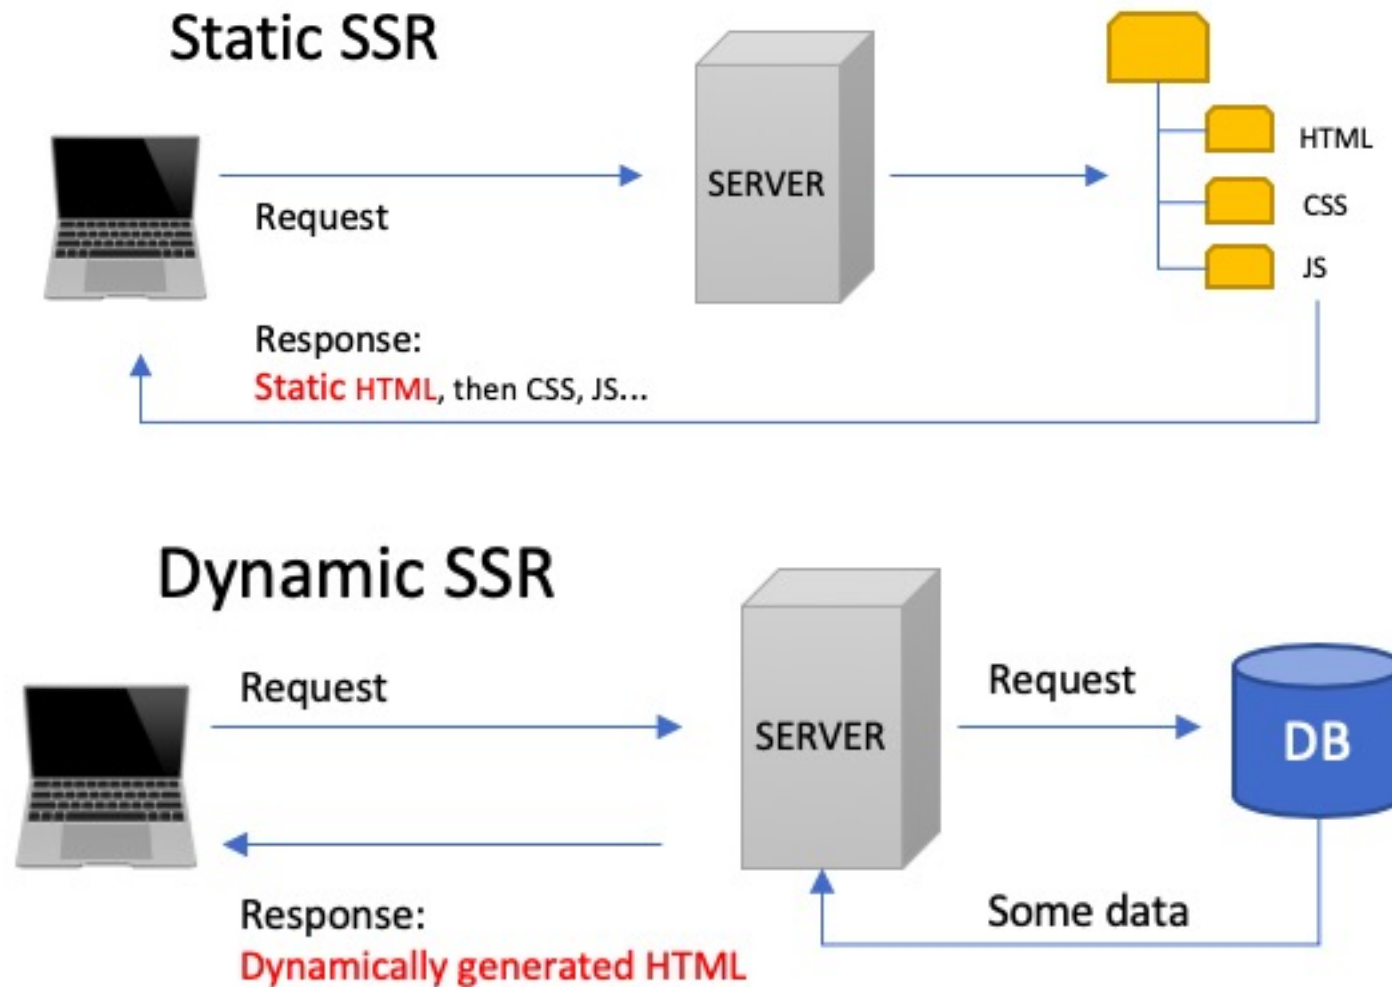 Static SSR
Request
SERVER
HTML
CSS
JS
Response:
Static HTML, then CSS, JS...
Dynamic SSR
Request
SERVER
Request
DB
Some data
Response:
Dynamically generated HTML